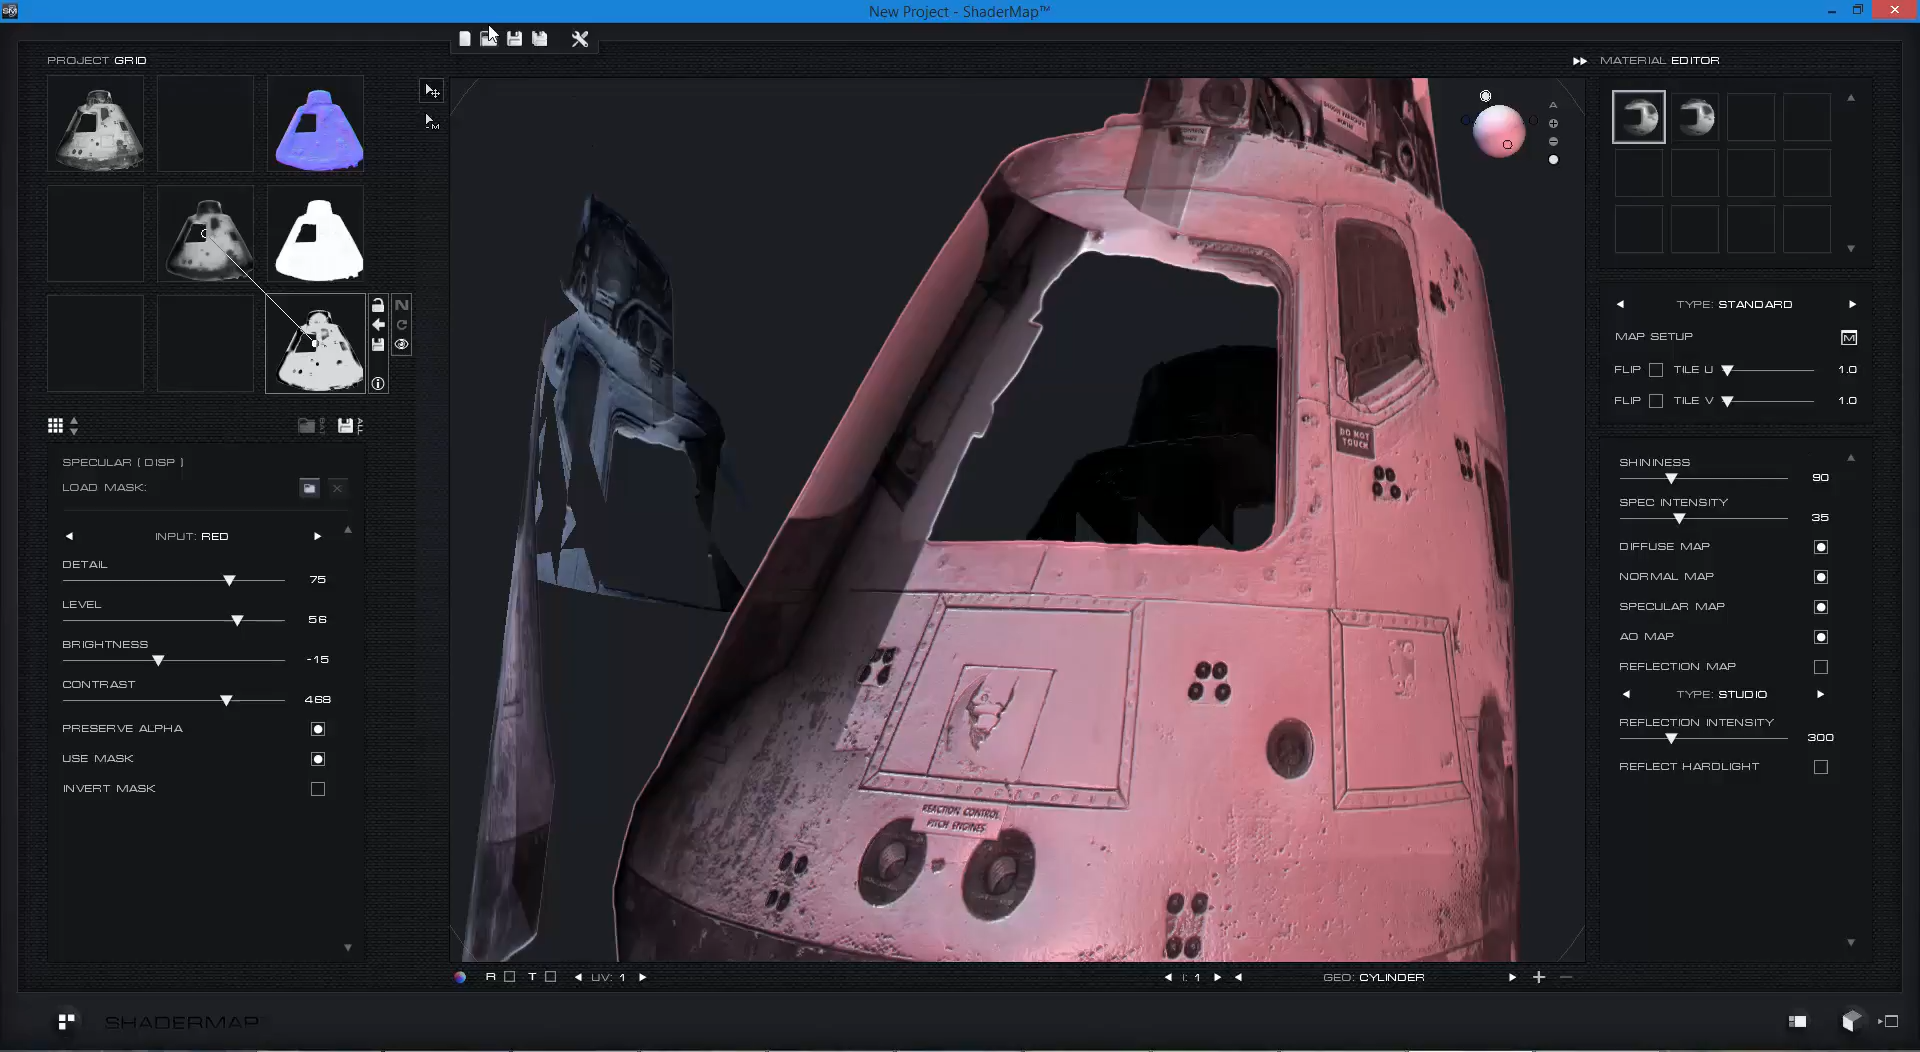 New Project - ShaderMap™
PROJECT GRID
MATERIAL EDITOR
TYPE: STANDARD
MAP SETUP
M
FLIP TILE U 1.0
FLIP TILE V 1.0
SPECULAR ( DISP )
LOAD MASK:
INPUT: RED
DETAIL
75
LEVEL
56
BRIGHTNESS
-15
CONTRAST
468
PRESERVE ALPHA
USE MASK
INVERT MASK
SHININESS
90
SPEC INTENSITY
35
DIFFUSE MAP
NORMAL MAP
SPECULAR MAP
AO MAP
REFLECTION MAP
TYPE: STUDIO
REFLECTION INTENSITY
300
REFLECT HARDLIGHT
DO NOT
TOUCH
REACTION CONTROL
PITCH ENGINES
R T UV: 1
I: 1
GEO: CYLINDER
SHADERMAP